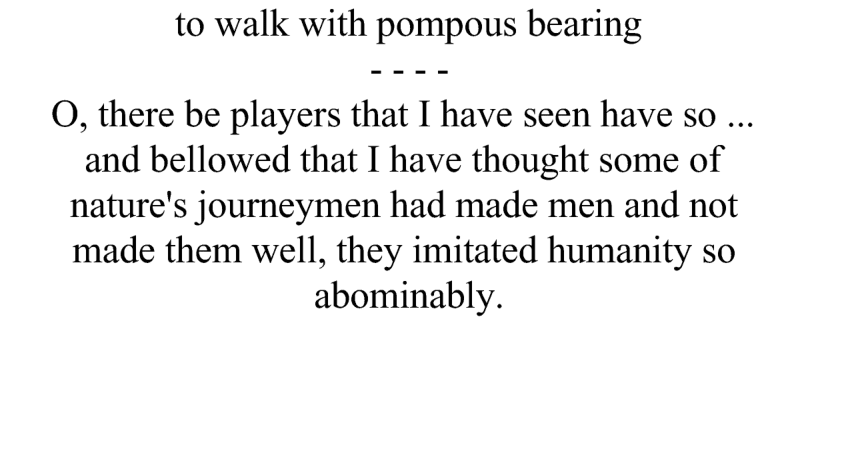 to walk with pompous bearing
- - - -
O, there be players that I have seen have so ...
and bellowed that I have thought some of
nature's journeymen had made men and not
made them well, they imitated humanity so
abominably.